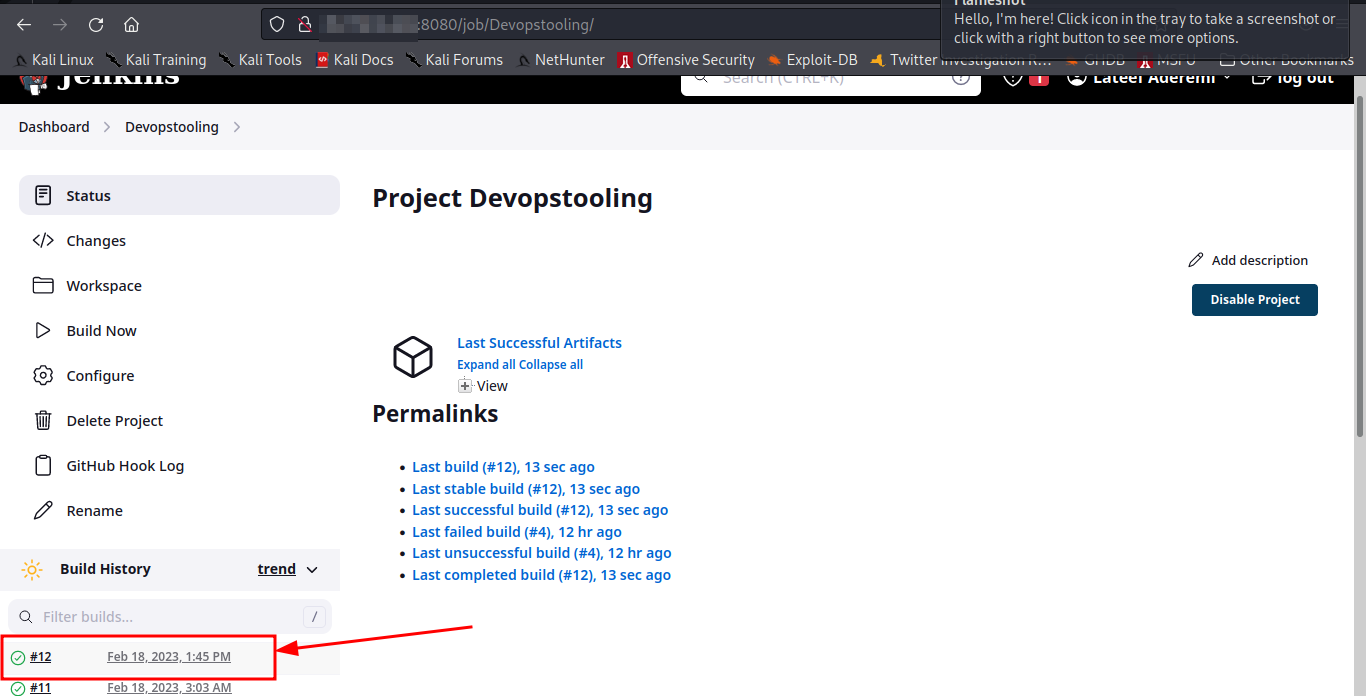 Flameshot
Hello, I'm here! Click icon in the tray to take a screenshot or
click with a right button to see more options.
:8080/job/Devopstooling/
Kali Linux Kali Training Kali Tools Kali Docs Kali Forums NetHunter Offensive Security Exploit-DB Twitter Investigation R... GHDB MSFU Other Bookmarks
Jenkins Search (CTRL+K) ? 1 Lateef Aderemi log out
Dashboard Devopstooling
Status
Project Devopstooling
Changes
Add description
Workspace
Disable Project
Build Now
Last Successful Artifacts
Expand all Collapse all
Configure
View
Permalinks
Delete Project
GitHub Hook Log
Last build (#12), 13 sec ago
Last stable build (#12), 13 sec ago
Rename
Last successful build (#12), 13 sec ago
Last failed build (#4), 12 hr ago
Last unsuccessful build (#4), 12 hr ago
Last completed build (#12), 13 sec ago
Build History trend
Filter builds... /
#12 Feb 18, 2023, 1:45 PM
#11 Feb 18, 2023, 3:03 AM